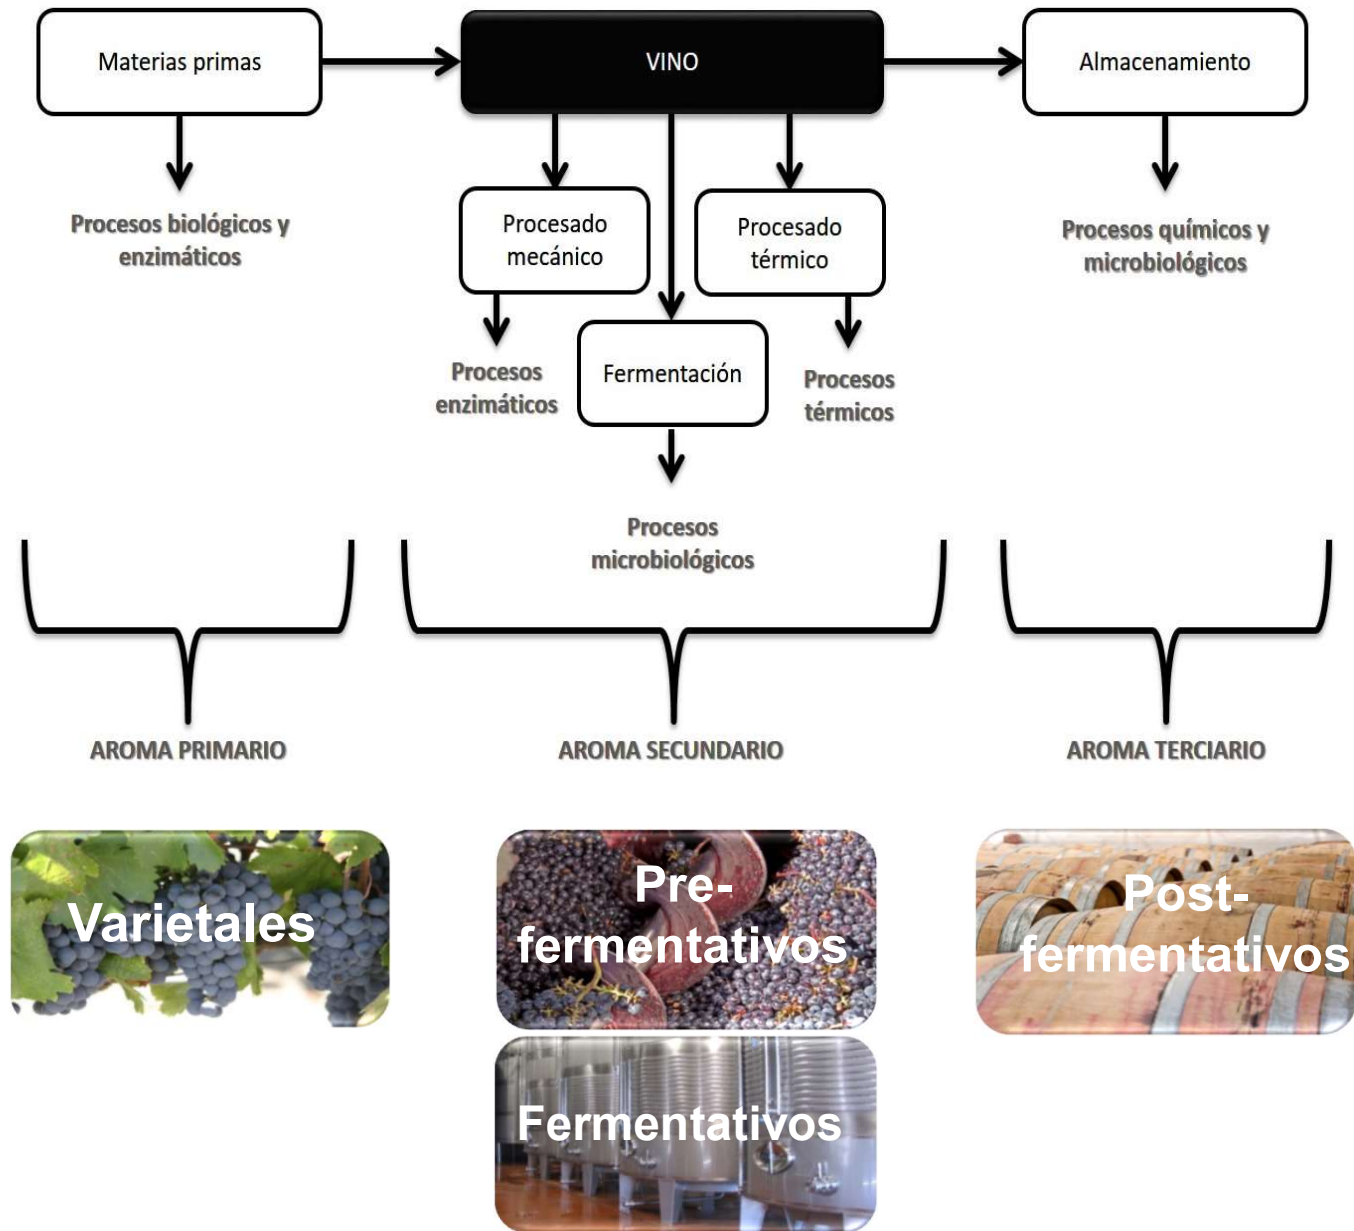 Materias primas
VINO
Almacenamiento
Procesos biológicos y
enzimáticos
Procesado
mecánico
Procesado
térmico
Procesos químicos y
microbiológicos
Procesos
enzimáticos
Fermentación
Procesos
térmicos
Procesos
microbiológicos
AROMA PRIMARIO
AROMA SECUNDARIO
AROMA TERCIARIO
Varietales
Pre-
fermentativos
Post-
fermentativos
Fermentativos